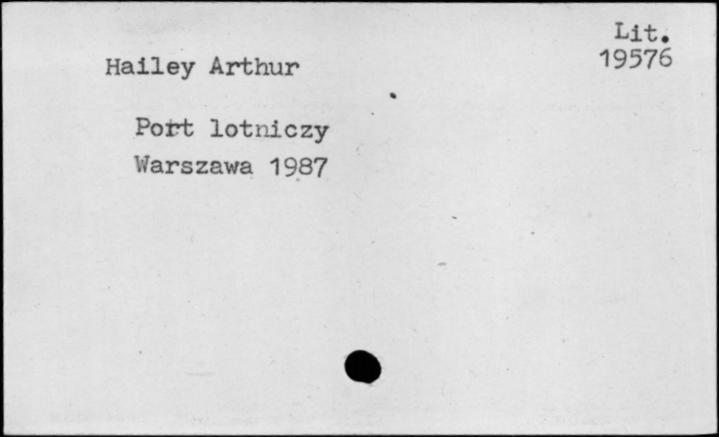 Lit.
19576
Hailey Arthur
Port lotniczy
Warszawa 1987